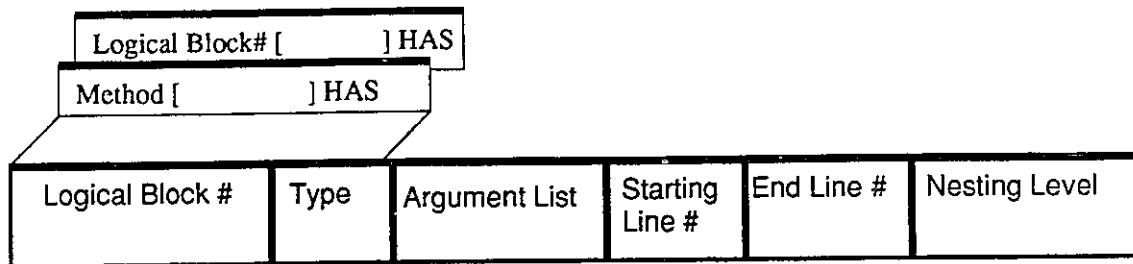 Logical Block# [ ] HAS
Method [ ] HAS
Logical Block #
Type
Argument List
Starting
Line #
End Line #
Nesting Level